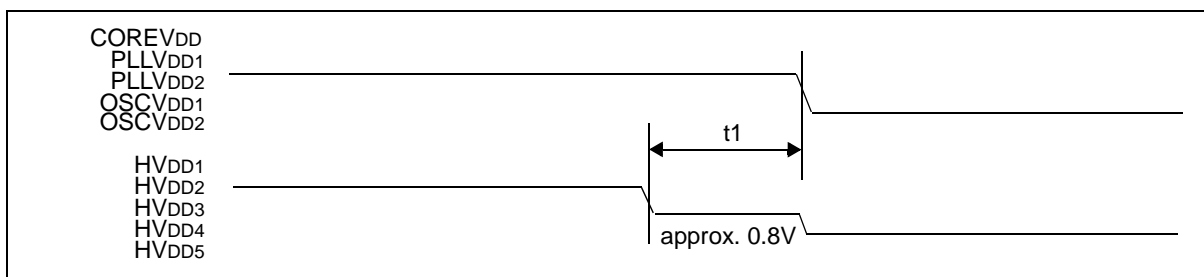 COREVDD
PLLVDD1
PLLVDD2
OSCVDD1
OSCVDD2
t1
HVDD1
HVDD2
HVDD3
HVDD4
HVDD5
approx. 0.8V